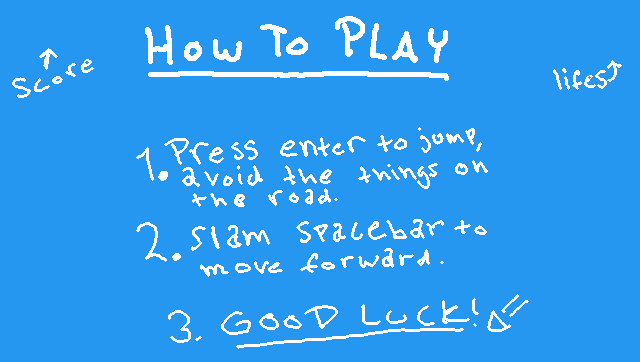 HOW TO PLAY
Score
lifes
1. Press enter to jump,
avoid the things on
the road.
2. Slam spacebar to
move forward.
3. GOOD LUCK!